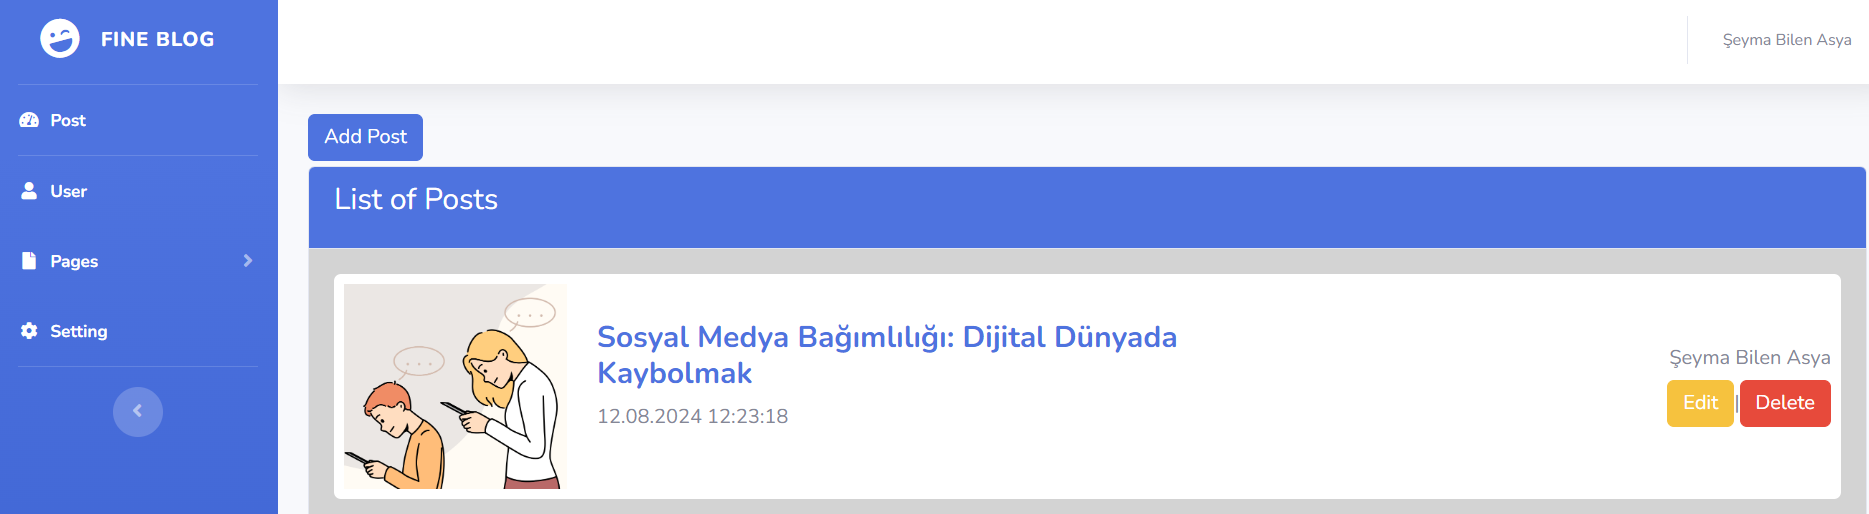 FINE BLOG
Şeyma Bilen Asya
Post
User
Pages
Setting
Add Post
List of Posts
Sosyal Medya Bağımlılığı: Dijital Dünyada
Kaybolmak
12.08.2024 12:23:18
Şeyma Bilen Asya
Edit | Delete